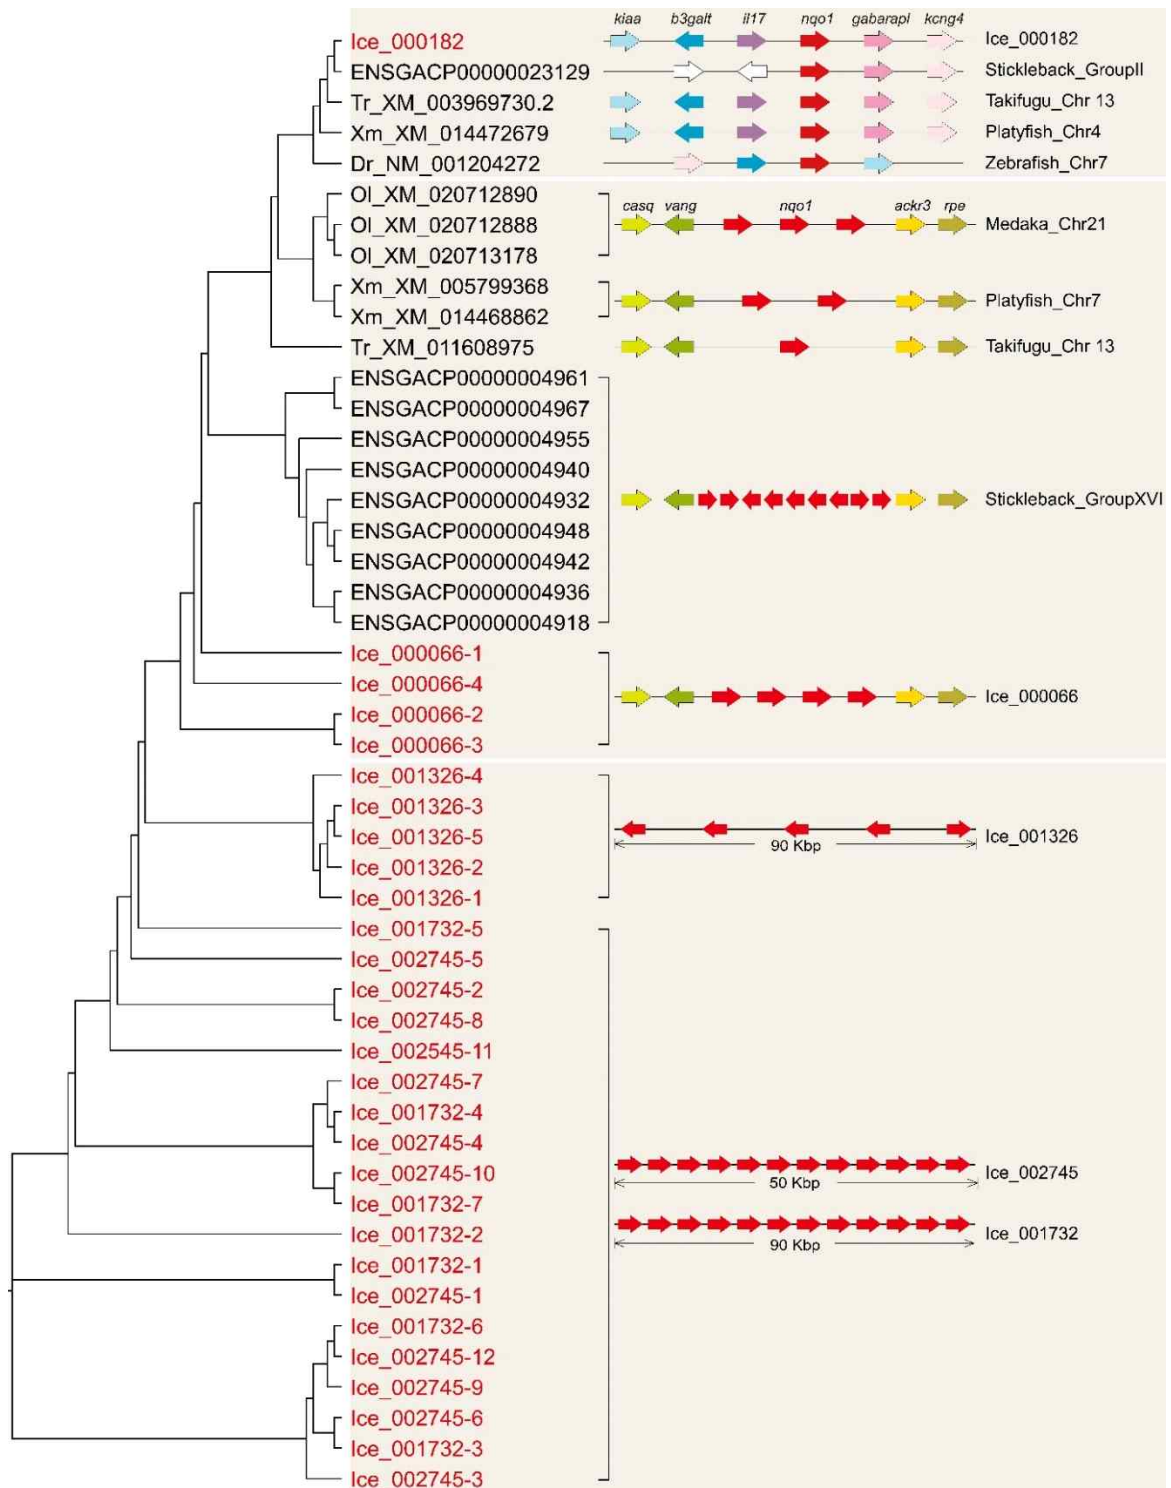 kiaa b3galt il17 nqo1 gabarapl kcng4
Ice_000182 Ice_000182
ENSGACP00000023129 Stickleback_GroupII
Tr_XM_003969730.2 Takifugu_Chr 13
Xm_XM_014472679 Platyfish_Chr4
Dr_NM_001204272 Zebrafish_Chr7
Ol_XM_020712890
casq vang nqo1 ackr3 rpe
Ol_XM_020712888 Medaka_Chr21
Ol_XM_020713178
Xm_XM_005799368
Platyfish_Chr7
Xm_XM_014468862
Tr_XM_011608975 Takifugu_Chr 13
ENSGACP00000004961
ENSGACP00000004967
ENSGACP00000004955
ENSGACP00000004940
ENSGACP00000004932 Stickleback_GroupXVI
ENSGACP00000004948
ENSGACP00000004942
ENSGACP00000004936
ENSGACP00000004918
Ice_000066-1
Ice_000066-4
Ice_000066
Ice_000066-2
Ice_000066-3
Ice_001326-4
Ice_001326-3
Ice_001326-5 Ice_001326
90 Kbp
Ice_001326-2
Ice_001326-1
Ice_001732-5
Ice_002745-5
Ice_002745-2
Ice_002745-8
Ice_002545-11
Ice_002745-7
Ice_001732-4
Ice_002745-4
Ice_002745-10 Ice_002745
50 Kbp
Ice_001732-7
Ice_001732-2 Ice_001732
90 Kbp
Ice_001732-1
Ice_002745-1
Ice_001732-6
Ice_002745-12
Ice_002745-9
Ice_002745-6
Ice_001732-3
Ice_002745-3